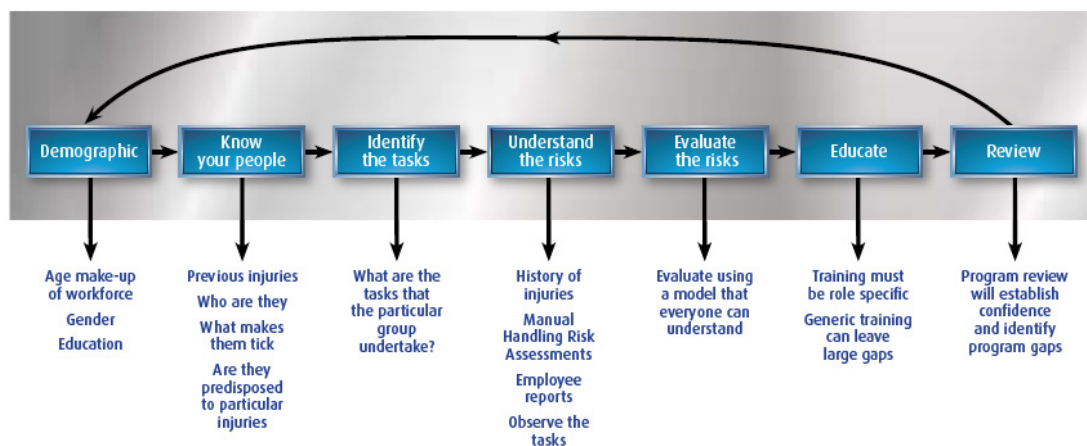 Demographic
Know
your people
Identify
the tasks
Understand
the risks
Evaluate
the risks
Educate
Review
Age make-up
of workforce
Gender
Education
Previous injuries
Who are they
What makes
them tick
Are they
predisposed
to particular
injuries
What are the
tasks that
the particular
group
undertake?
History of
injuries
Manual
Handling Risk
Assessments
Employee
reports
Observe the
tasks
Evaluate using
a model that
everyone can
understand
Training must
be role specific
Generic training
can leave
large gaps
Program review
will establish
confidence
and identify
program gaps